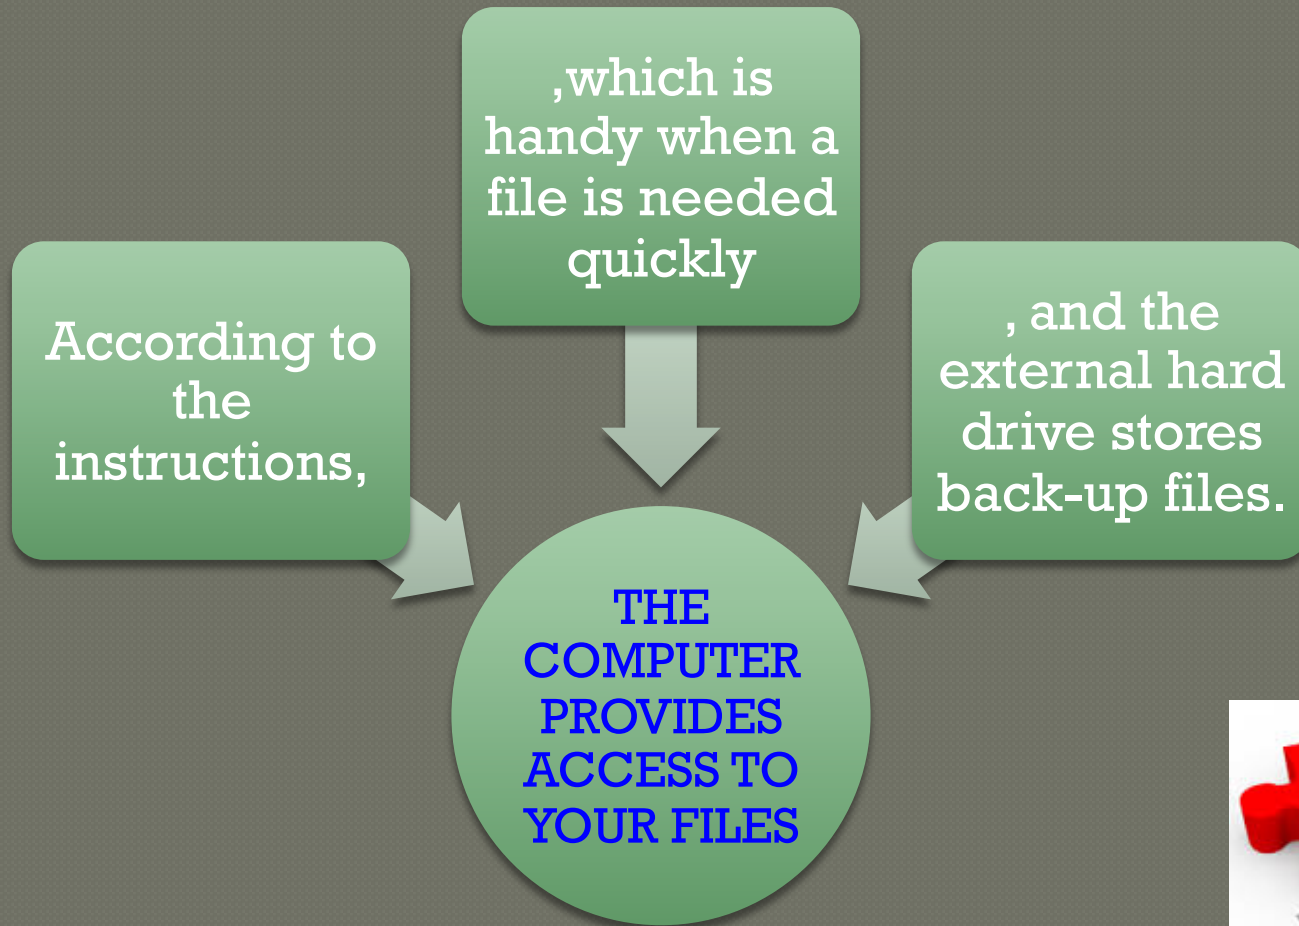 ,which is
handy when a
file is needed
quickly
According to
the
instructions,
, and the
external hard
drive stores
back-up files.
THE
COMPUTER
PROVIDES
ACCESS TO
YOUR FILES